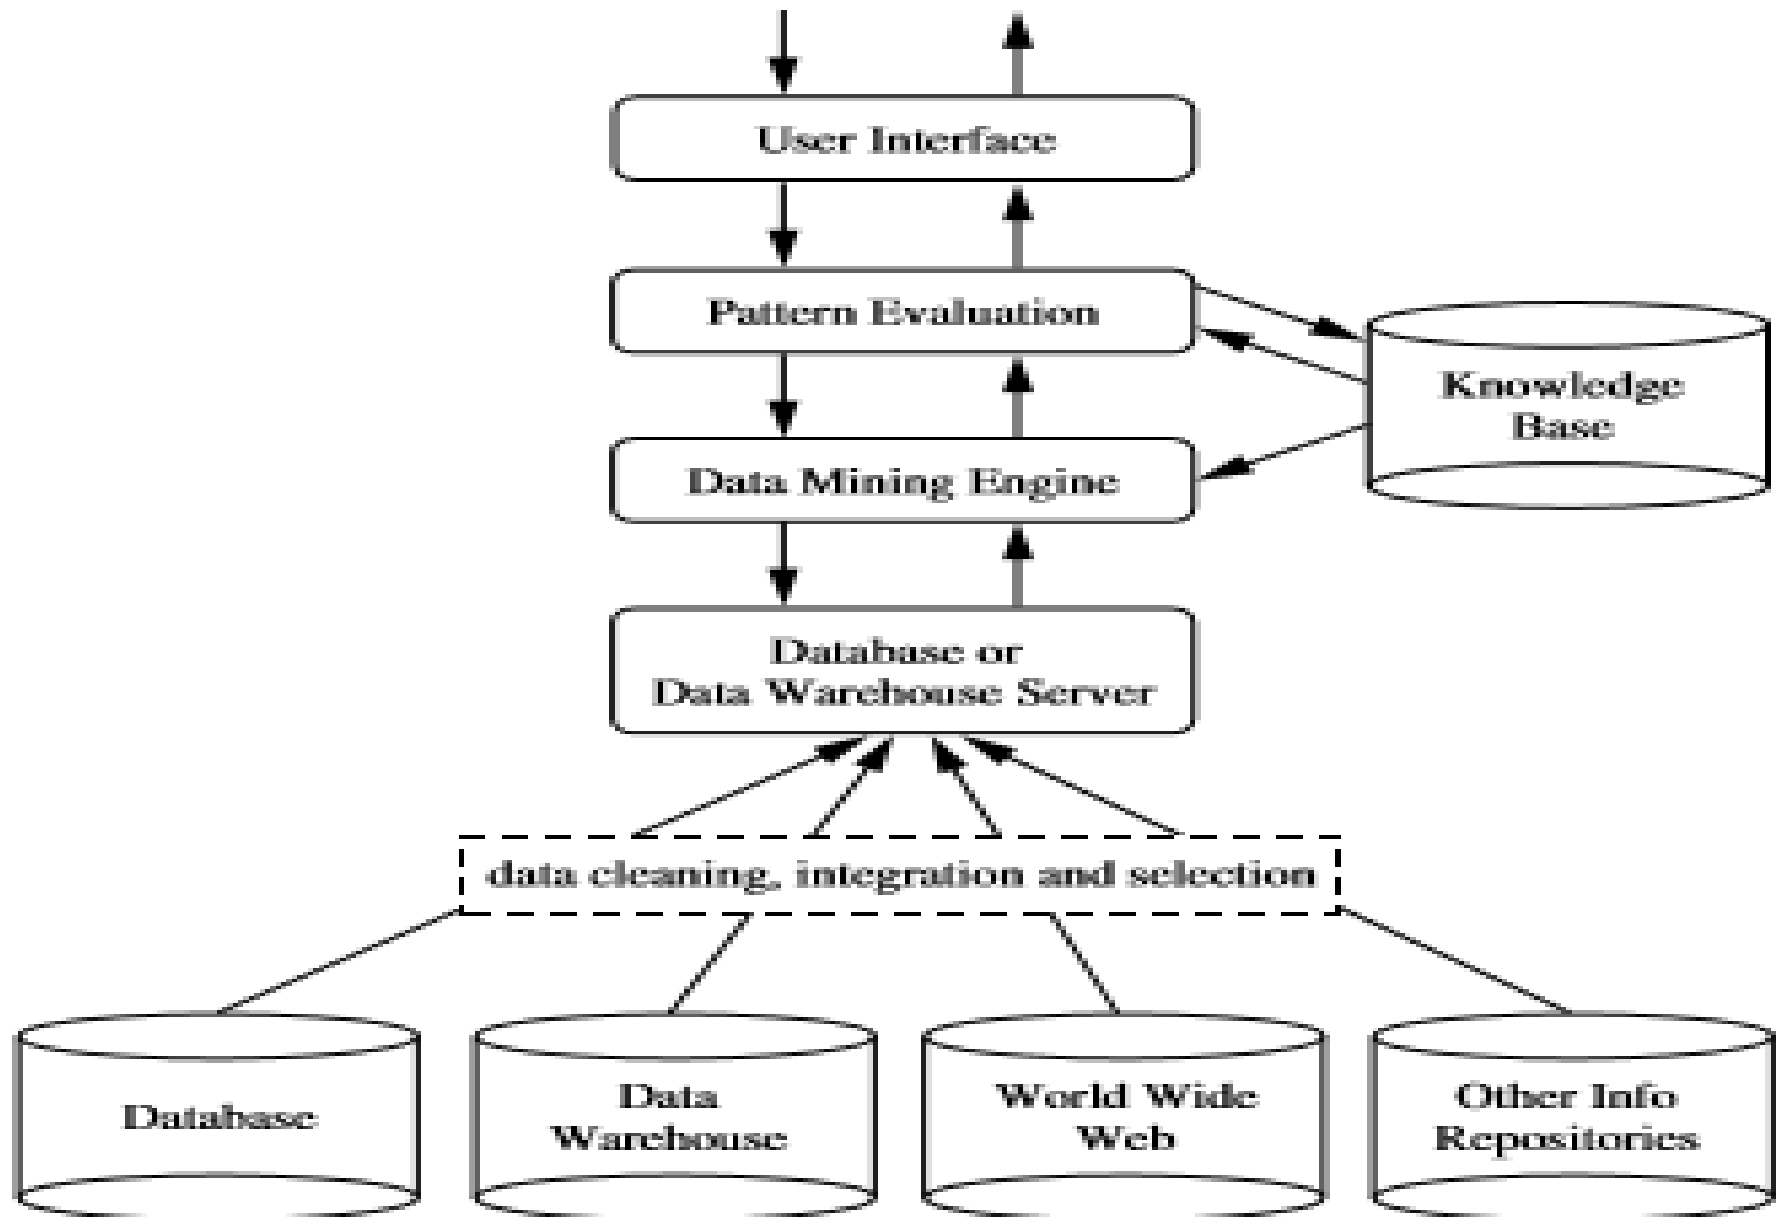 User Interface
Pattern Evaluation
Knowledge
Base
Data Mining Engine
Database or
Data Warehouse Server
data cleaning, integration and selection
Database
Data
Warehouse
World Wide
Web
Other Info
Repositories